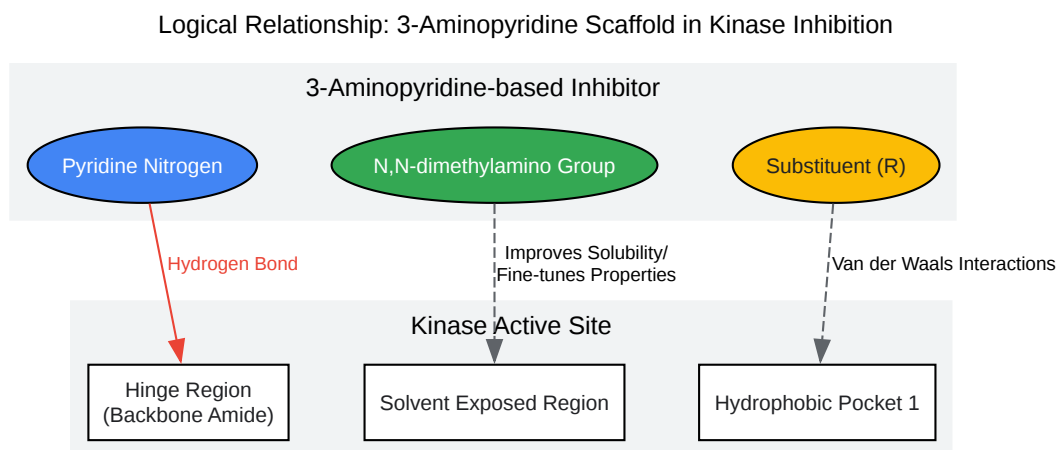 Logical Relationship: 3-Aminopyridine Scaffold in Kinase Inhibition
3-Aminopyridine-based Inhibitor
Pyridine Nitrogen
N,N-dimethylamino Group
Substituent (R)
Hydrogen Bond
Improves Solubility/
Fine-tunes Properties
Van der Waals Interactions
Kinase Active Site
Hinge Region
(Backbone Amide)
Solvent Exposed Region
Hydrophobic Pocket 1